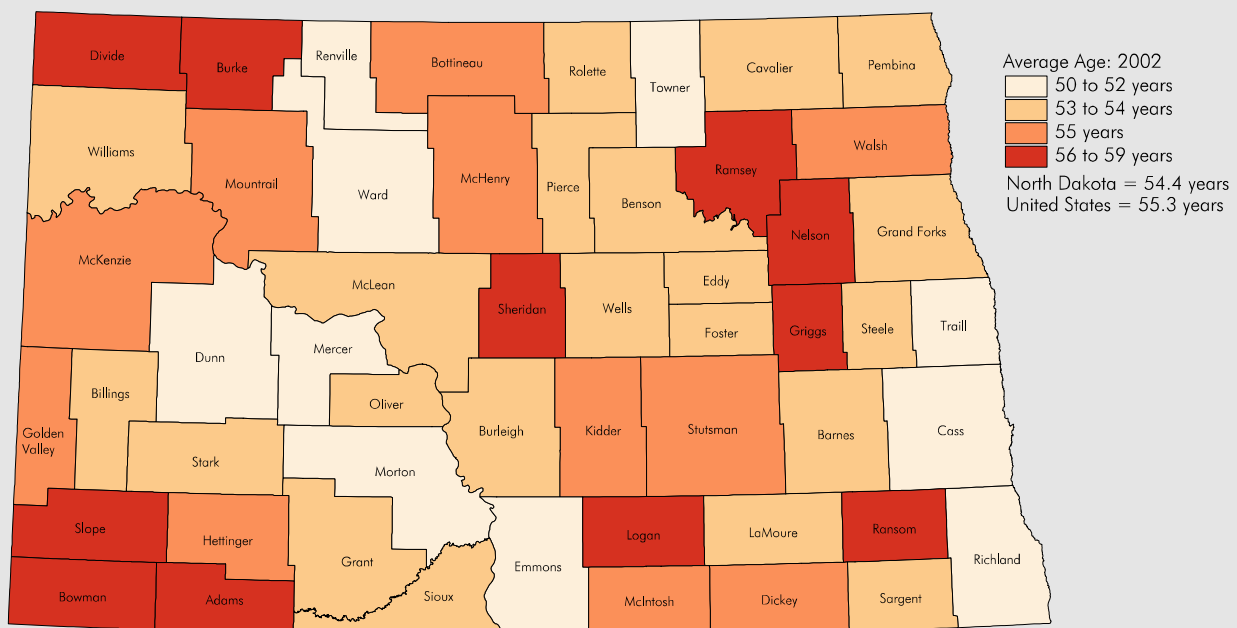 Average Age: 2002
50 to 52 years
53 to 54 years
55 years
56 to 59 years
North Dakota = 54.4 years
United States = 55.3 years
Divide
Burke
Renville
Bottineau
Rolette
Towner
Cavalier
Pembina
Williams
Mountrail
Ward
McHenry
Pierce
Benson
Ramsey
Walsh
McKenzie
McLean
Sheridan
Wells
Eddy
Foster
Nelson
Grand Forks
Griggs
Steele
Traill
Dunn
Mercer
Oliver
Billings
Golden
Valley
Stark
Morton
Burleigh
Kidder
Stutsman
Barnes
Cass
Slope
Hettinger
Grant
Sioux
Emmons
Logan
LaMoure
Ransom
Richland
Bowman
Adams
McIntosh
Dickey
Sargent